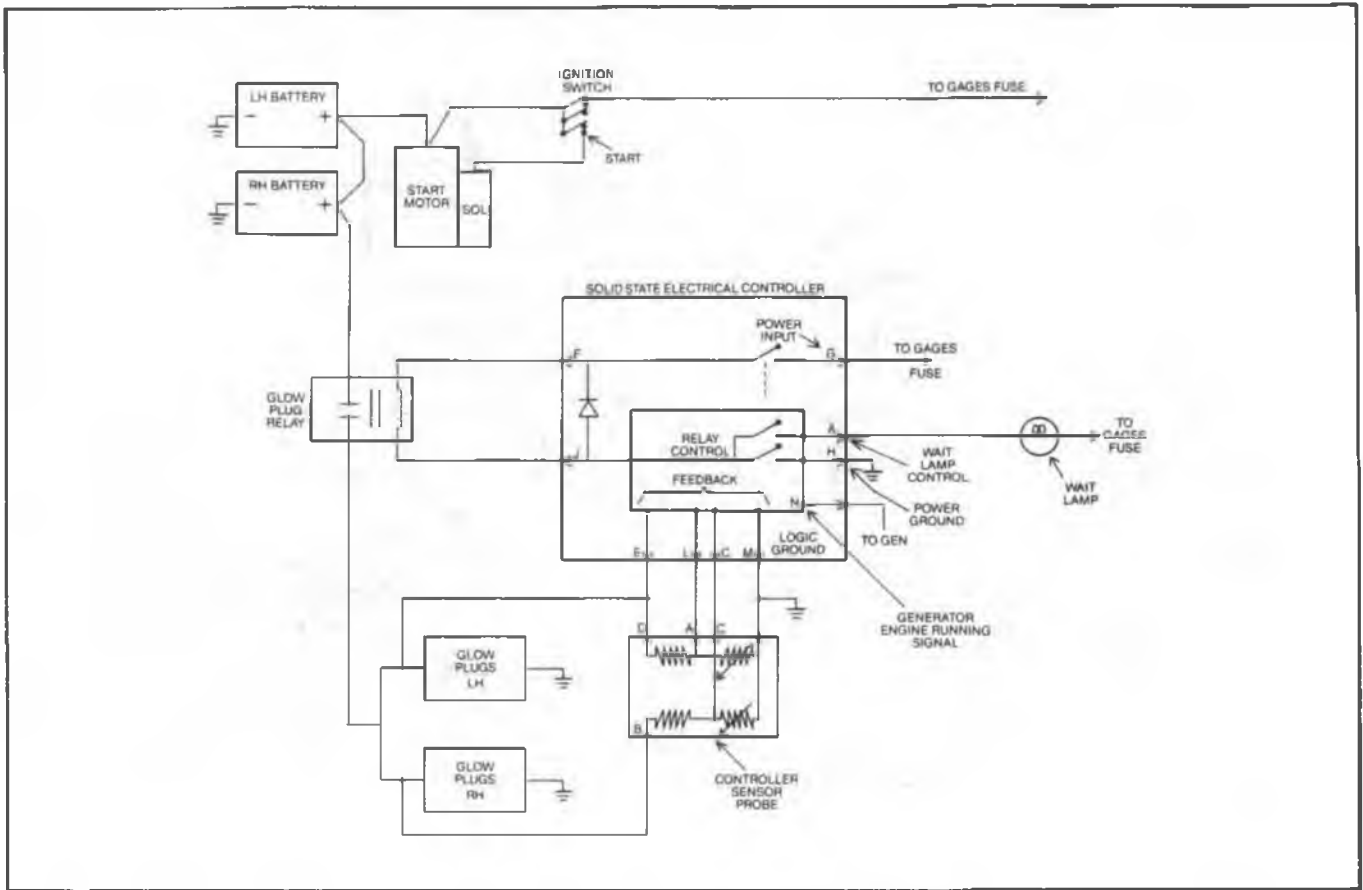 IGNITION
SWITCH
TO GAGES FUSE
LH BATTERY
- +
START
RH BATTERY
- +
START
MOTOR
SOL
SOLID STATE ELECTRICAL CONTROLLER
POWER
INPUT
F
G
TO GAGES
FUSE
GLOW
PLUG
RELAY
RELAY
CONTROL
A
TO
GAGES
FUSE
J
H
WAIT
LAMP
CONTROL
WAIT
LAMP
FEEDBACK
N
POWER
GROUND
LOGIC
GROUND
TO GEN
E
L
C
M
GENERATOR
ENGINE RUNNING
SIGNAL
D
A
C
GLOW
PLUGS
LH
B
GLOW
PLUGS
RH
CONTROLLER
SENSOR
PROBE